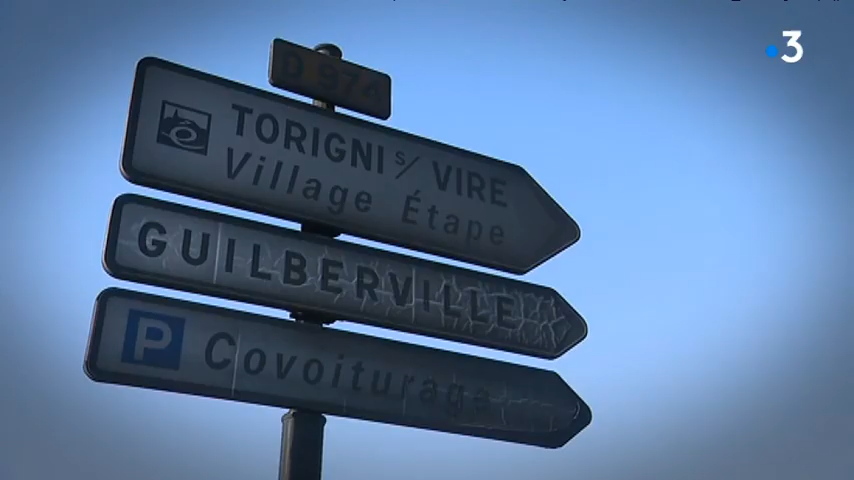 3
D 974
TORIGNI s/ VIRE
Village Étape
GUILBERVILLE
P Covoiturage